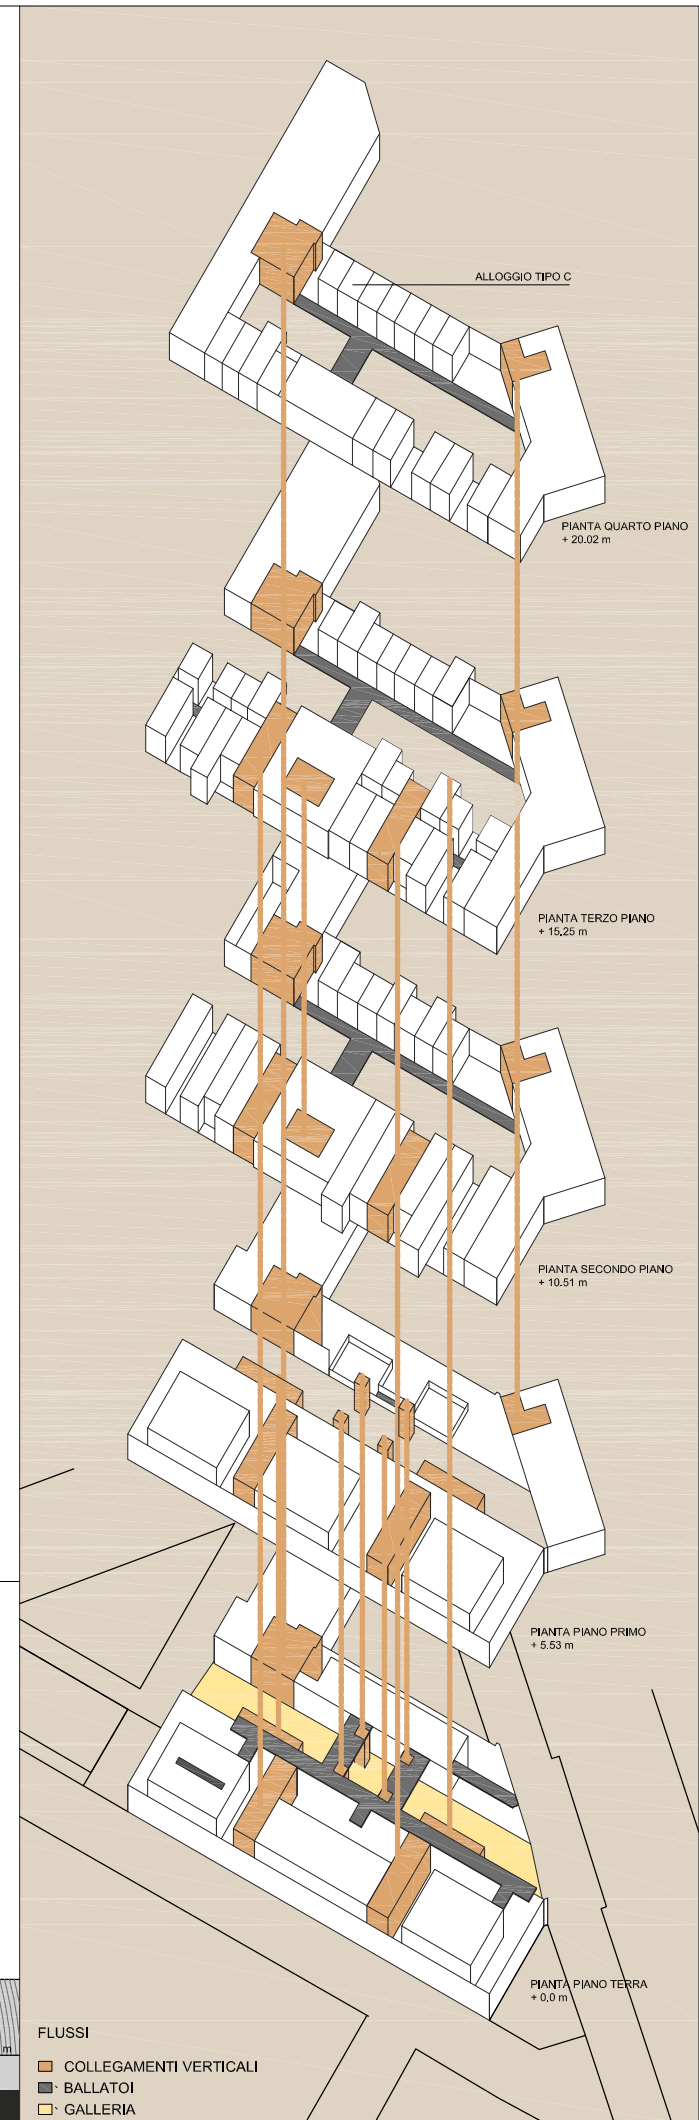 ALLOGGIO TIPO C
PIANTA QUARTO PIANO
+ 20.02 m
PIANTA TERZO PIANO
+ 15.25 m
PIANTA SECONDO PIANO
+ 10.51 m
PIANTA PIANO PRIMO
+ 5.53 m
PIANTA PIANO TERRA
+ 0,0 m
FLUSSI
m
COLLEGAMENTI VERTICALI
BALLATOI
GALLERIA